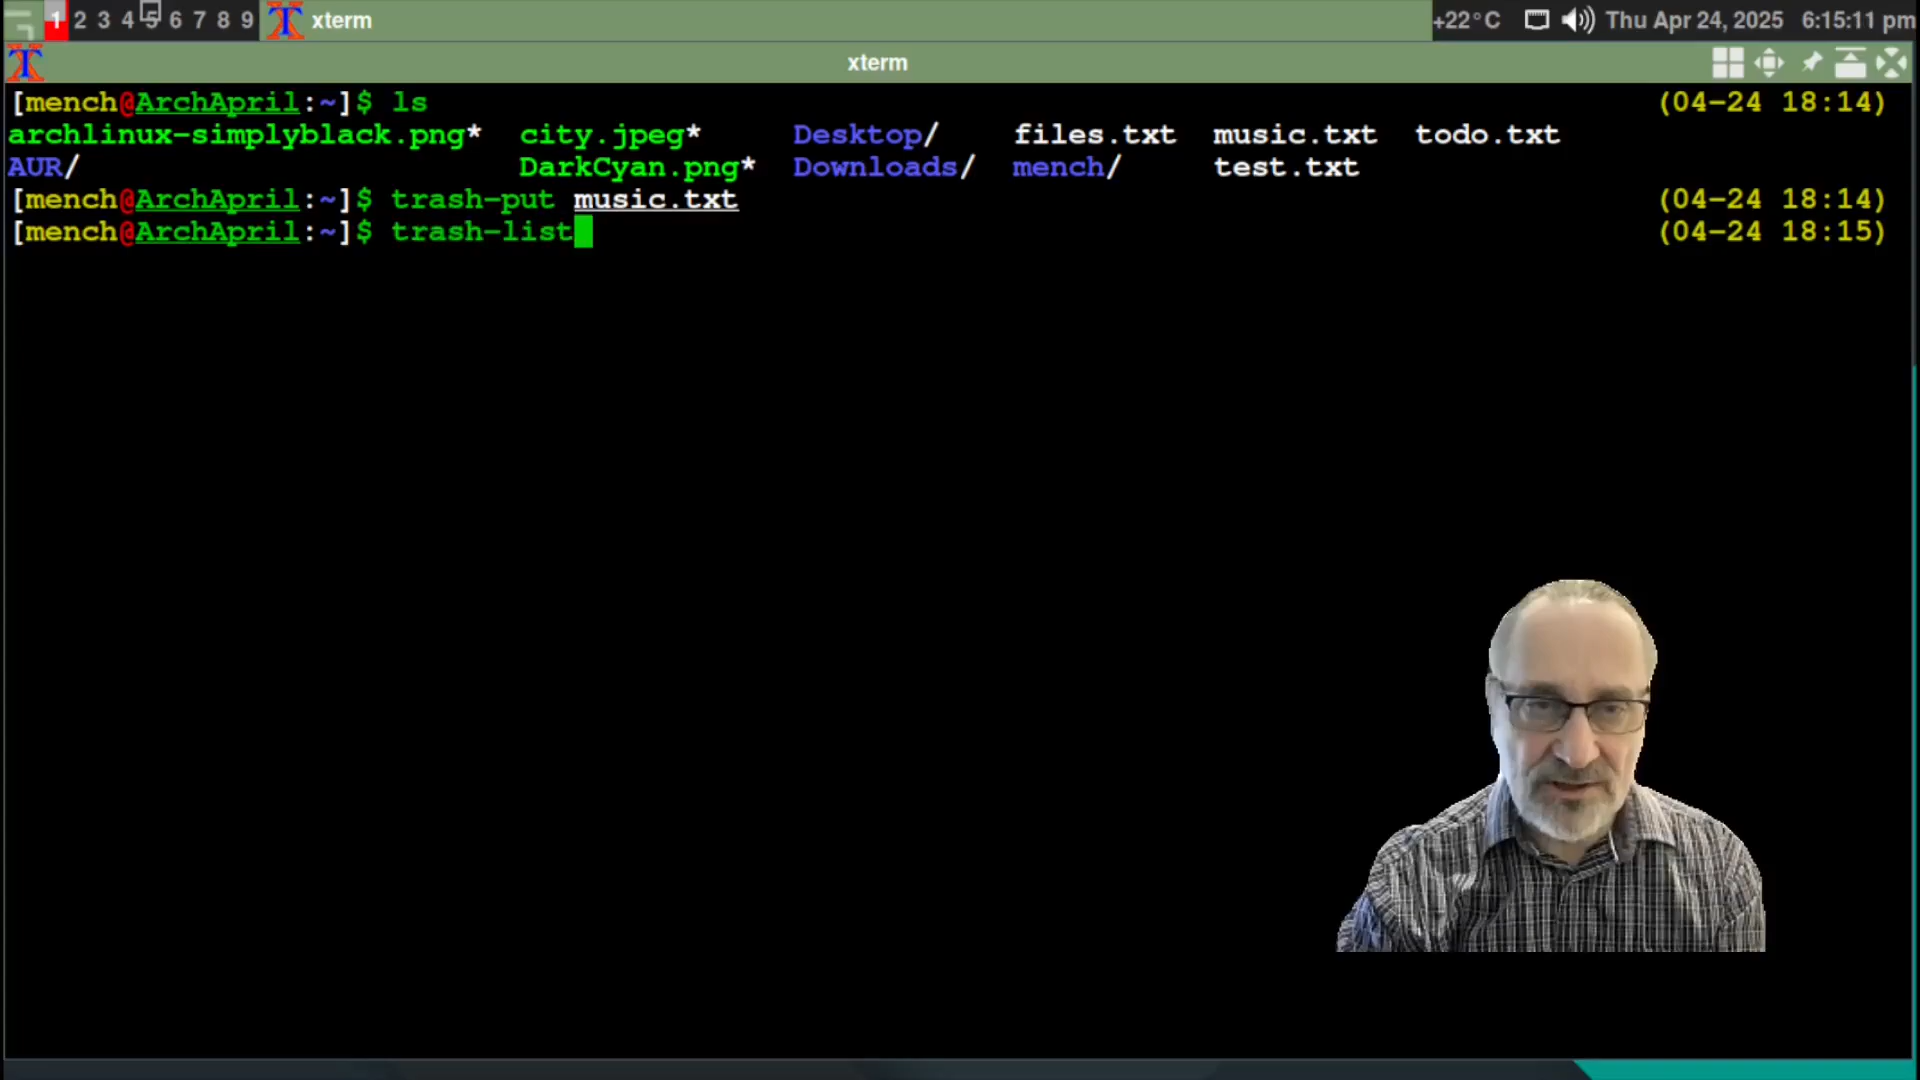 1 2 3 4 5 6 7 8 9 xterm +22°C Thu Apr 24, 2025 6:15:11 pm
xterm
[mench@ArchApril:~]$ ls (04-24 18:14)
archlinux-simplyblack.png* city.jpeg* Desktop/ files.txt music.txt todo.txt
AUR/ DarkCyan.png* Downloads/ mench/ test.txt
[mench@ArchApril:~]$ trash-put music.txt (04-24 18:14)
[mench@ArchApril:~]$ trash-list (04-24 18:15)